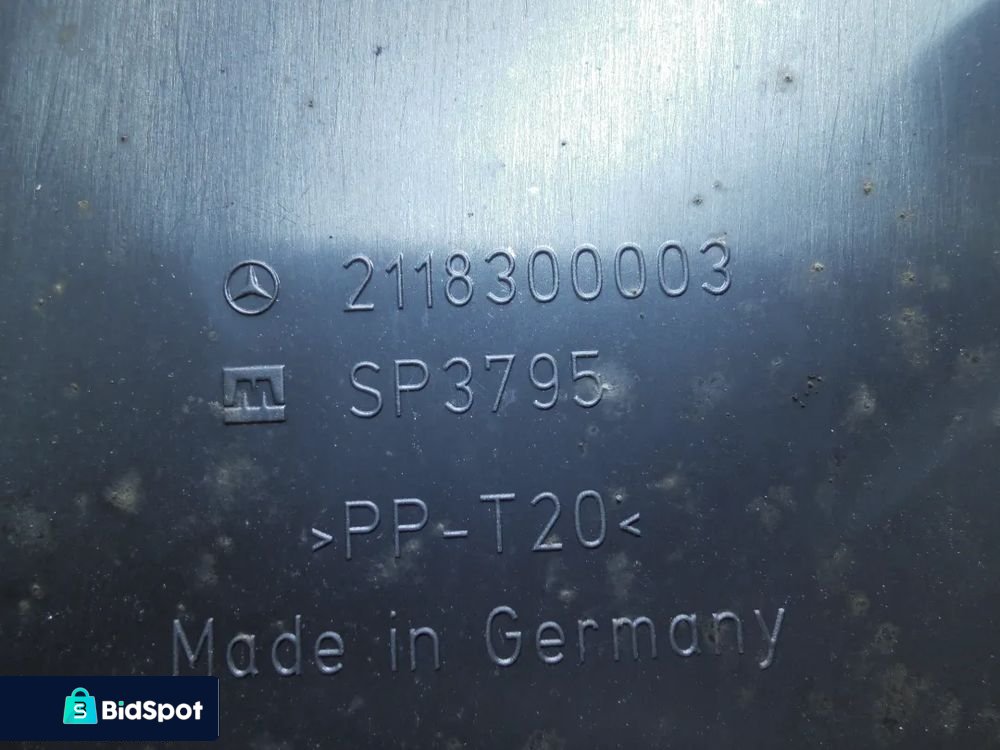 2118300003
SP3795
>PP-T20<
Made in Germany
BidSpot